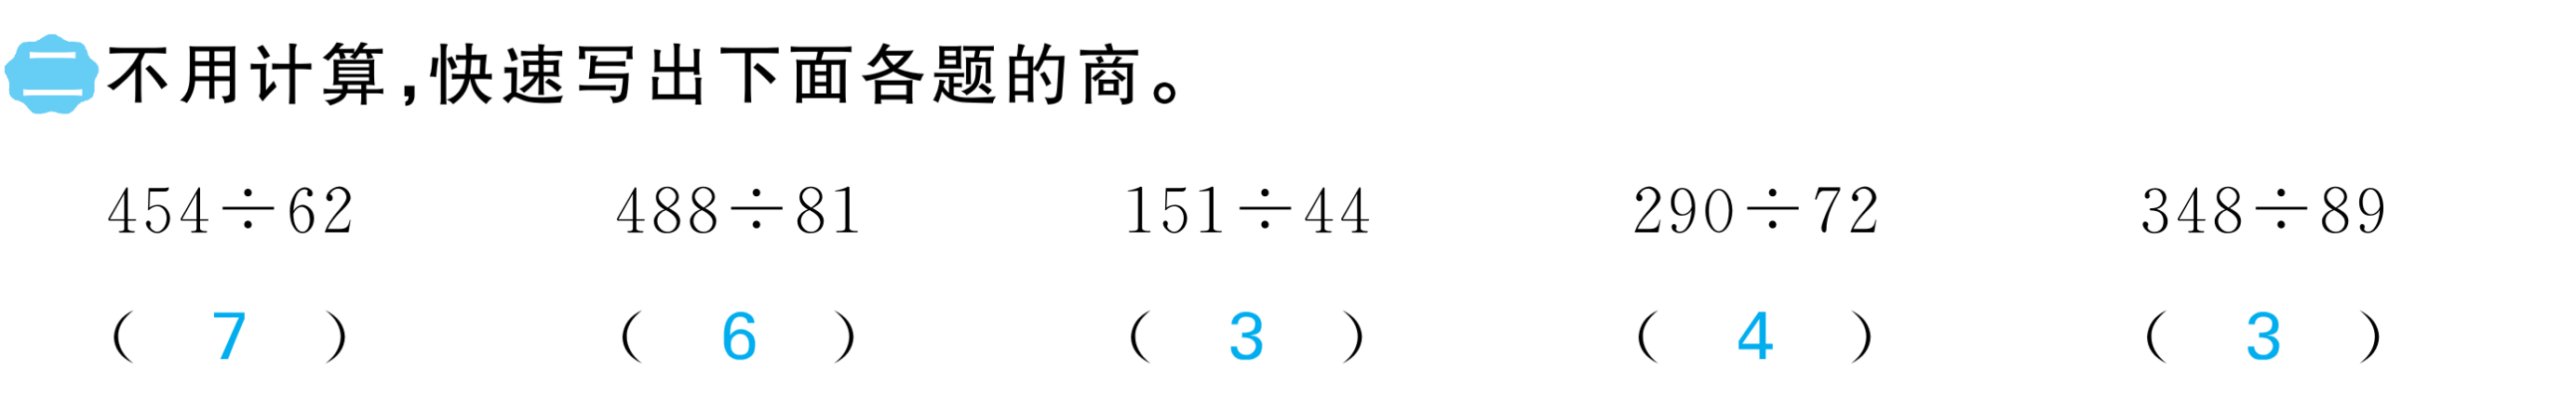 二 不用计算,快速写出下面各题的商。
454÷62 488÷81 151÷44 290÷72 348÷89
( 7 ) ( 6 ) ( 3 ) ( 4 ) ( 3 )